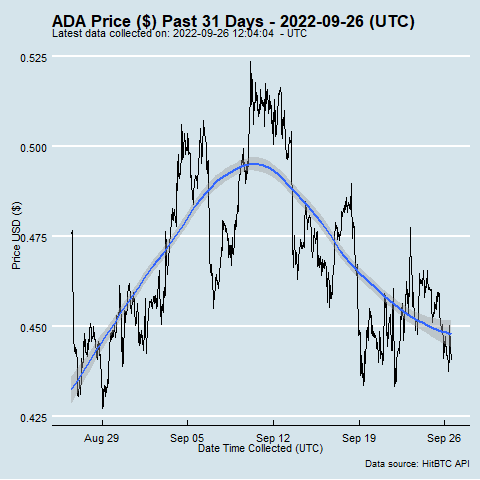 ADA Price ($) Past 31 Days - 2022-09-26 (UTC)
Latest data collected on: 2022-09-26 12:04:04 - UTC
0.525
0.500
0.475
0.450
0.425
Price USD ($)
Aug 29 Sep 05 Sep 12 Sep 19 Sep 26
Date Time Collected (UTC)
Data source: HitBTC API